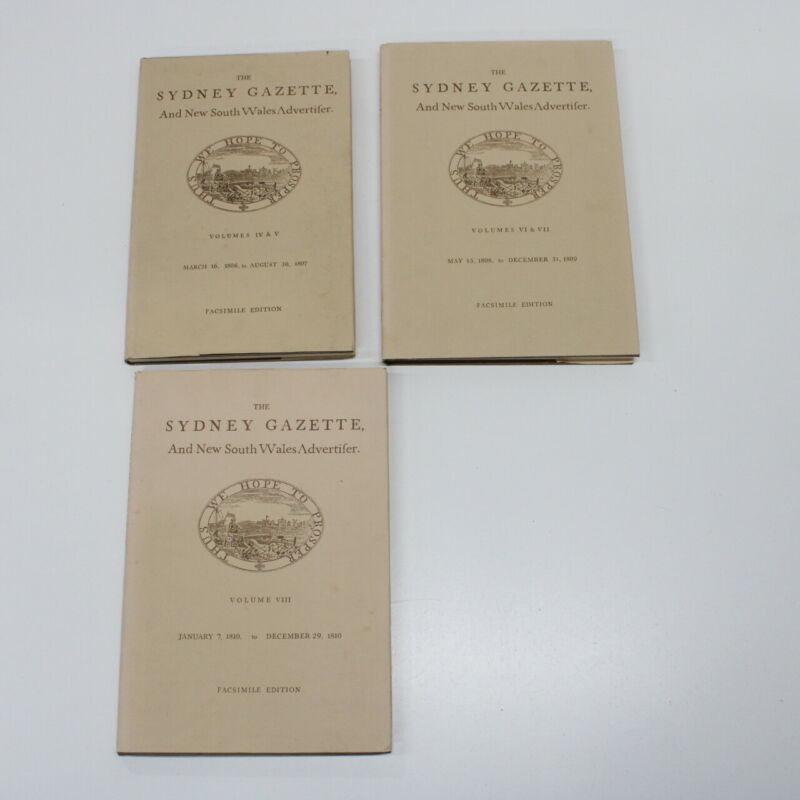 THE
SYDNEY GAZETTE,
And New South Wales Advertiſer.
THUS WE HOPE TO PROSPER
VOLUMES IV & V
MARCH 16, 1806, to AUGUST 30, 1807
FACSIMILE EDITION
THE
SYDNEY GAZETTE,
And New South Wales Advertiſer.
THUS WE HOPE TO PROSPER
VOLUMES VI & VII
MAY 15, 1808, to DECEMBER 31, 1809
FACSIMILE EDITION
THE
SYDNEY GAZETTE,
And New South Wales Advertiſer.
THUS WE HOPE TO PROSPER
VOLUME VIII
JANUARY 7, 1810, to DECEMBER 29, 1810
FACSIMILE EDITION